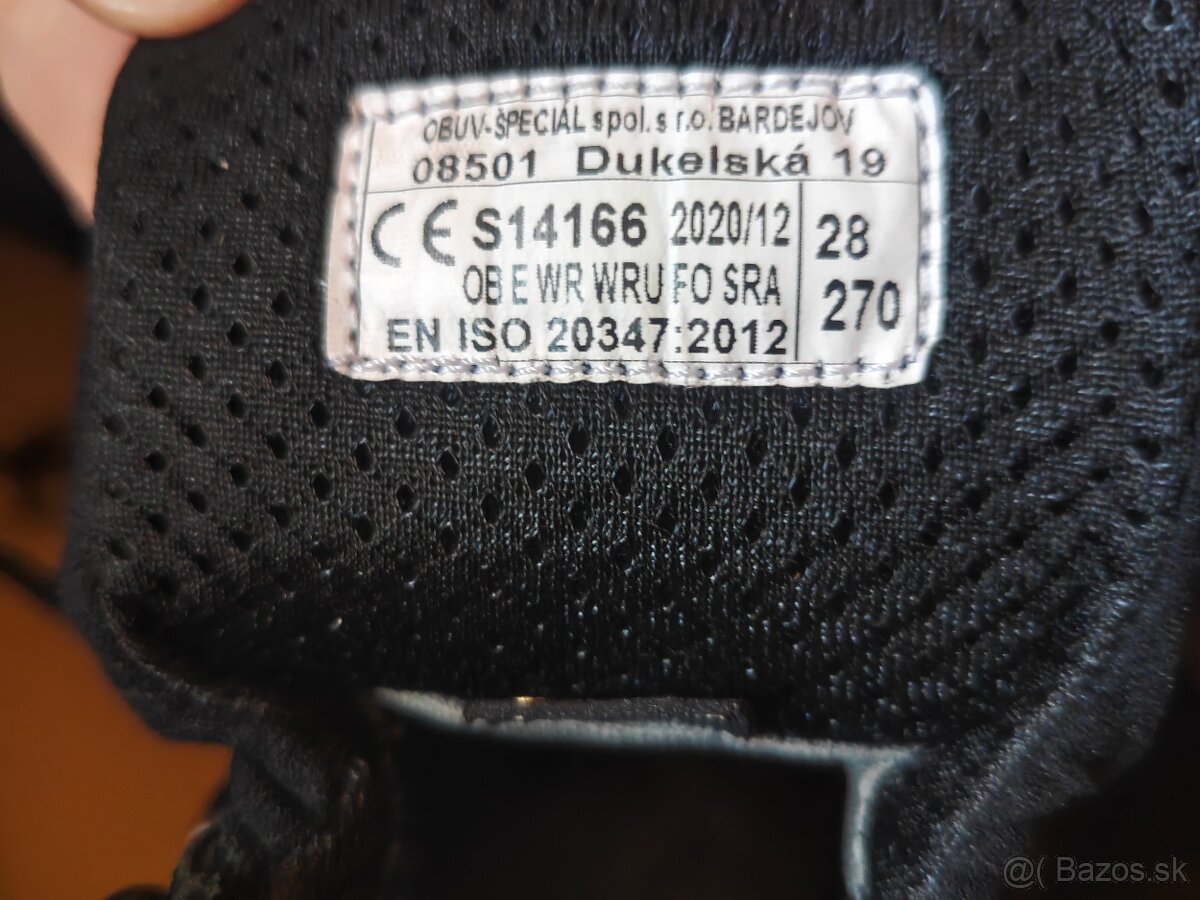 OBUV-ŠPECIÁL spol. s r.o. BARDEJOV
08501 Dukelská 19
CE S14166 2020/12
OB E WR WRU FO SRA
EN ISO 20347:2012
28
270
@( Bazos.sk